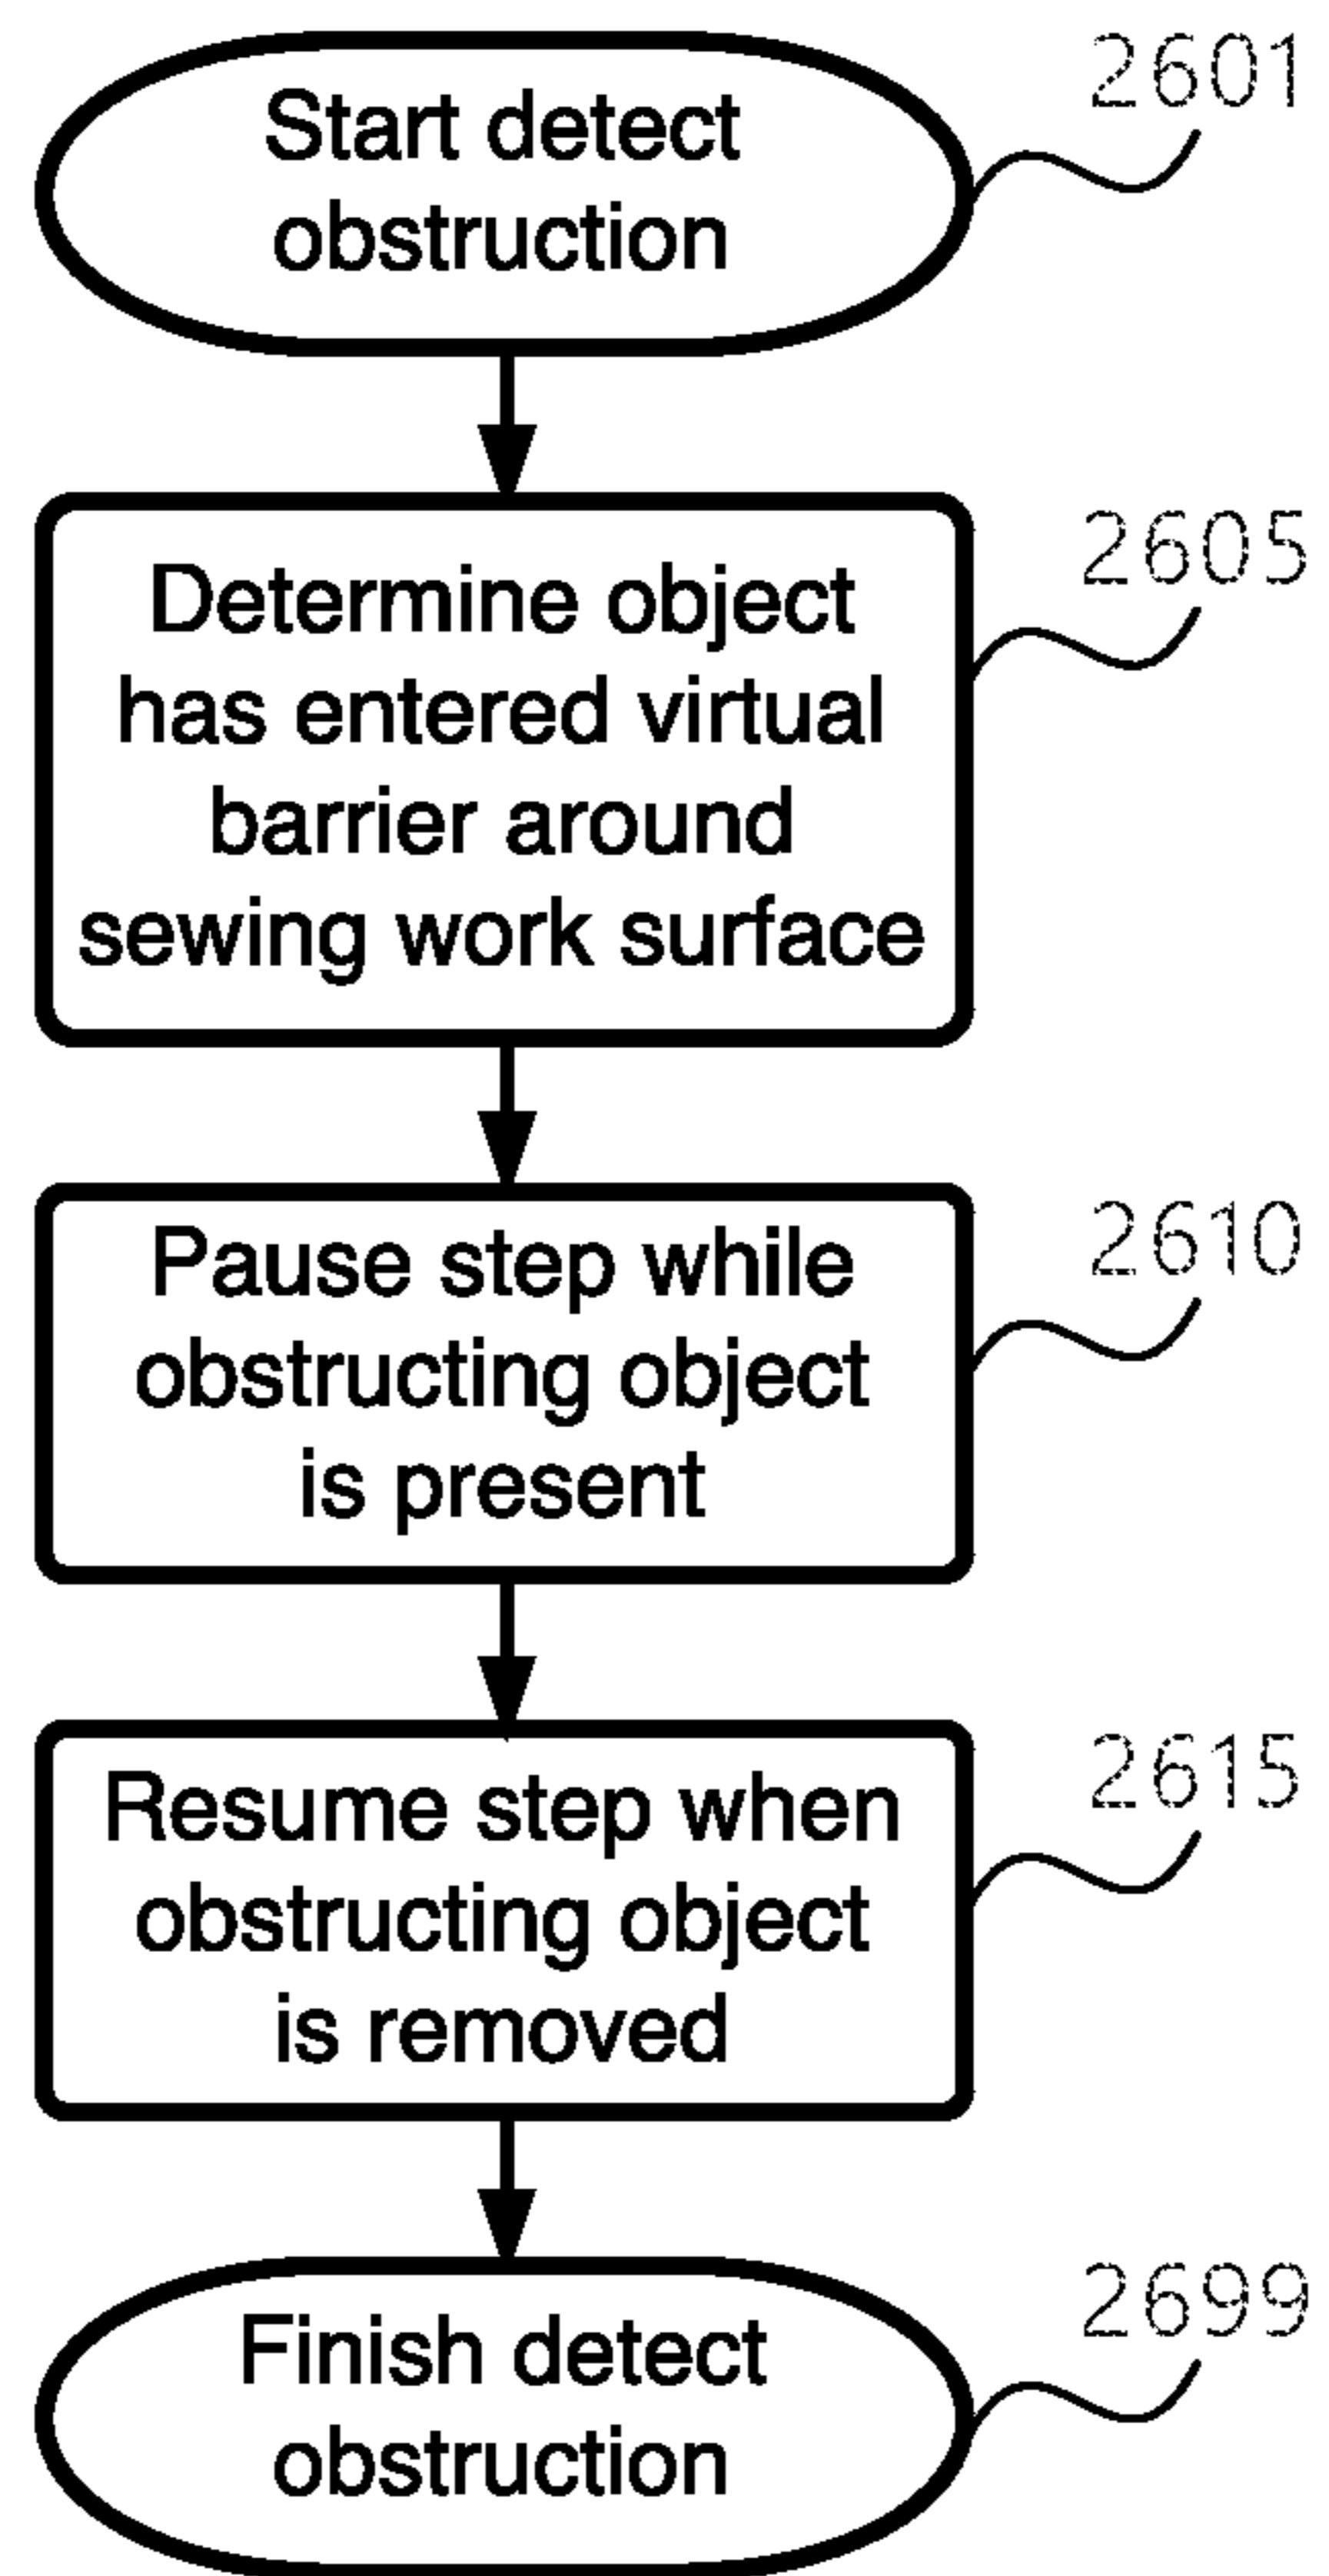 Start detect
obstruction
2601
Determine object
has entered virtual
barrier around
sewing work surface
2605
Pause step while
obstructing object
is present
2610
Resume step when
obstructing object
is removed
2615
Finish detect
obstruction
2699